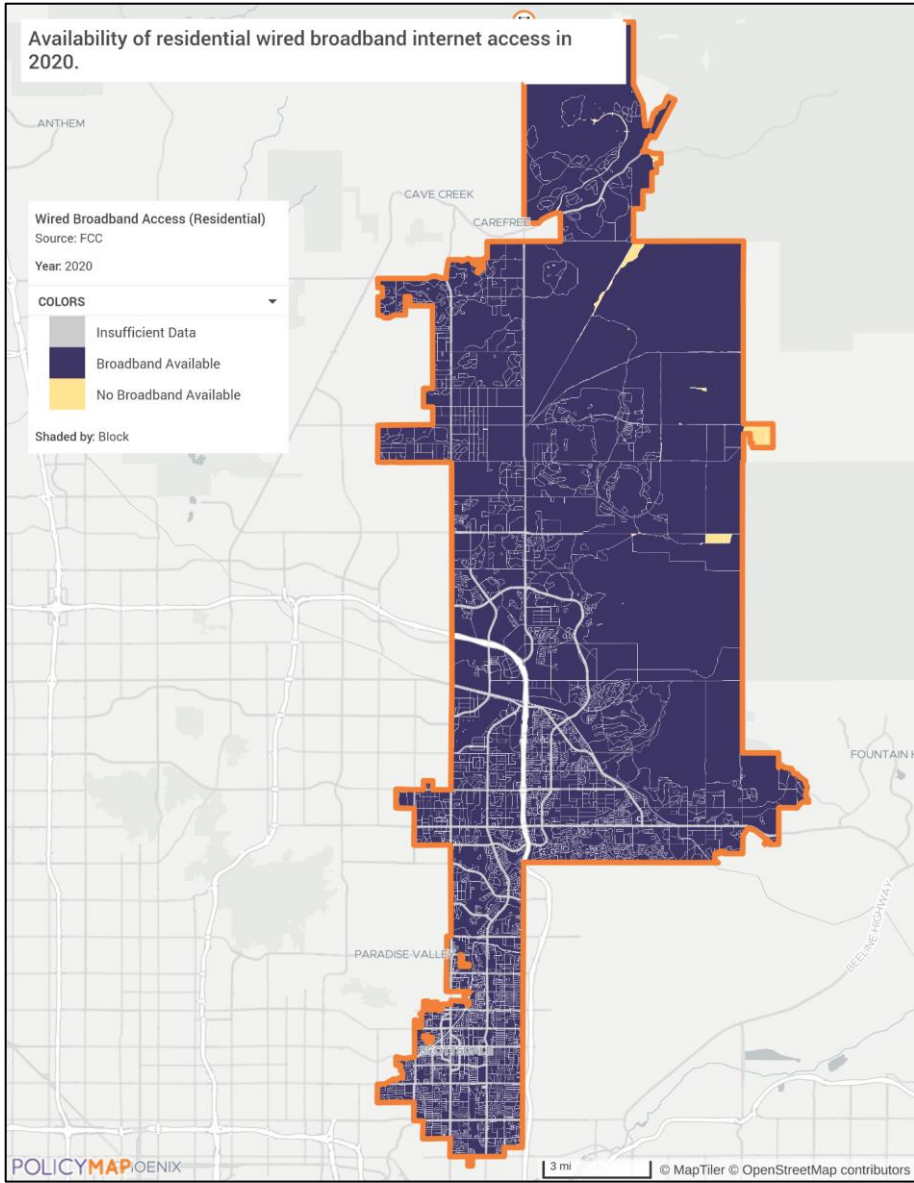 Availability of residential wired broadband internet access in
2020.
ANTHEM
CAVE CREEK
CAREFREE
Wired Broadband Access (Residential)
Source: FCC
Year: 2020
COLORS
Insufficient Data
Broadband Available
No Broadband Available
Shaded by: Block
FOUNTAIN H
BEELINE HIGHWAY
PARADISE VALLEY
POLICYMAP
OENIX
3 mi
© MapTiler © OpenStreetMap contributors